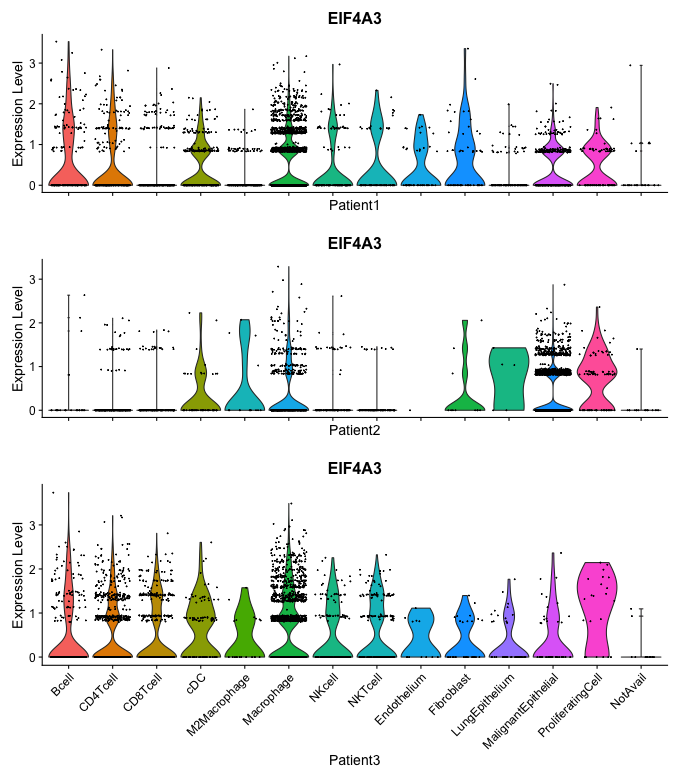 EIF4A3
Expression Level
3
2
1
0
Patient1
EIF4A3
Expression Level
3
2
1
0
Patient2
EIF4A3
Expression Level
3
2
1
0
Bcell
CD4Tcell
CD8Tcell
cDC
M2Macrophage
Macrophage
NKcell
NKTcell
Endothelium
Fibroblast
LungEpithelium
MalignantEpithelial
ProliferatingCell
NotAvail
Patient3